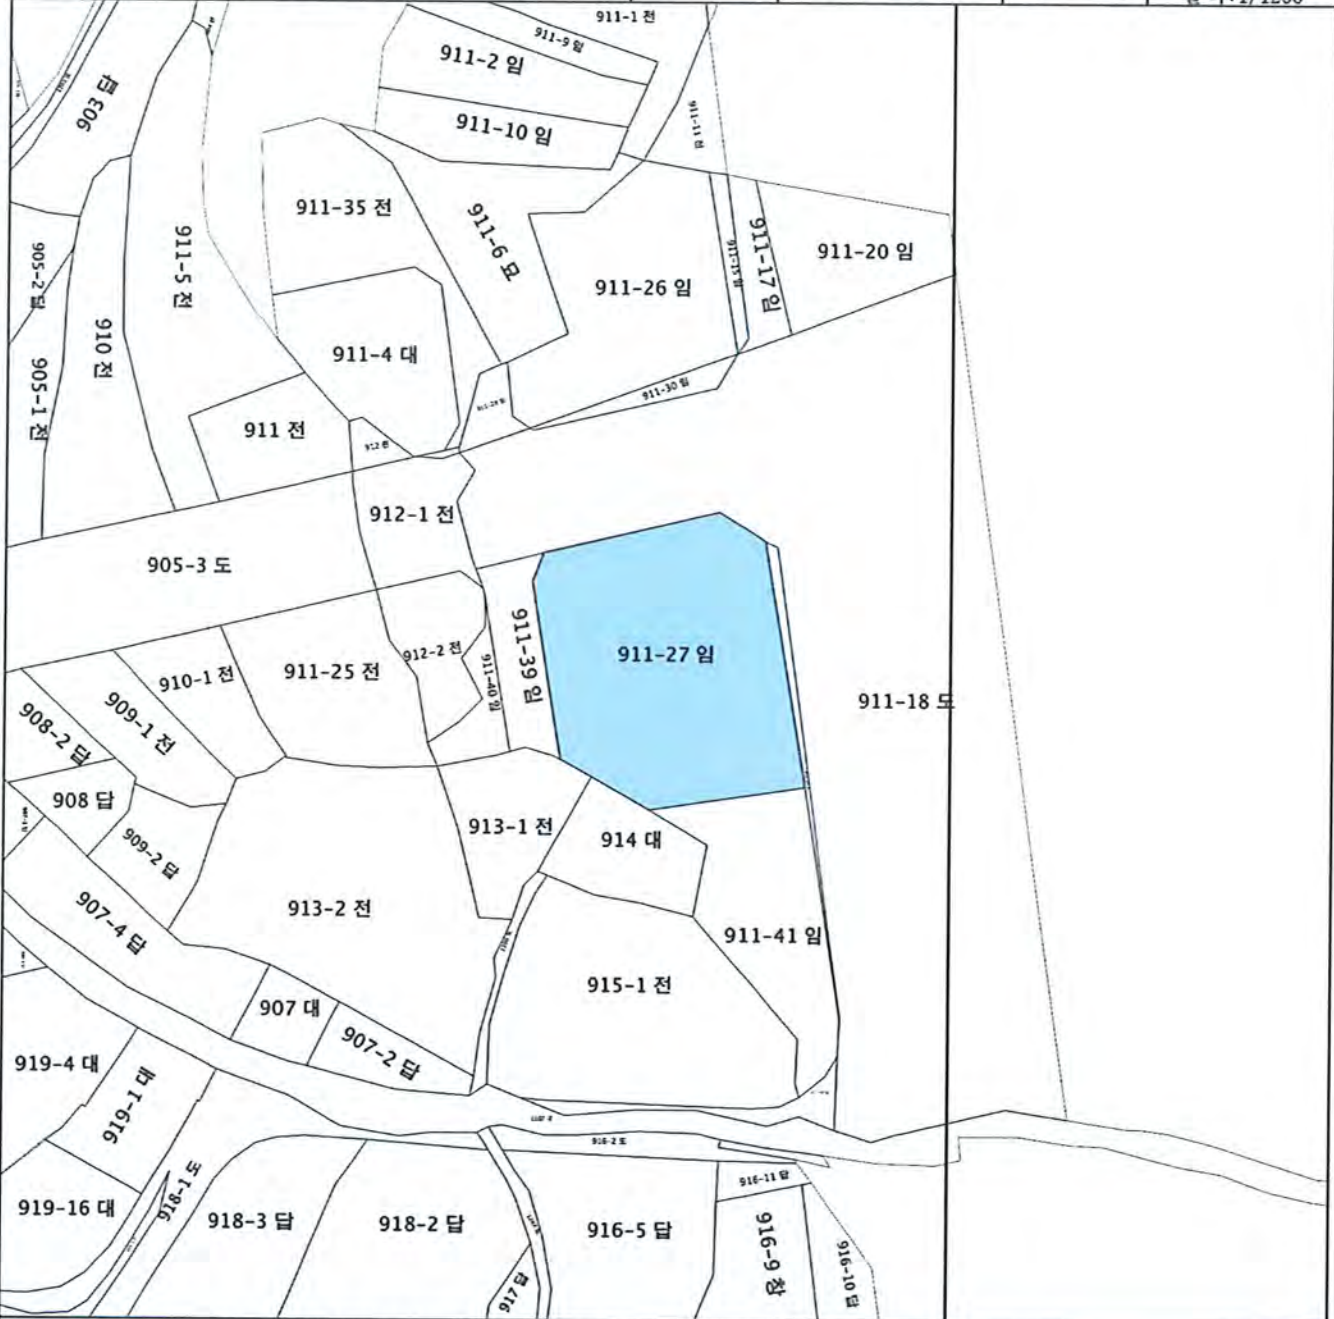 911-1 전
911-9 임
911-2 임
903 답
911-10 임
911-11 전
911-35 전
911-6 묘
911-5 전
905-2 답
911-26 임
911-15 임
911-17 임
911-20 임
910 전
911-4 대
905-1 전
911-30 임
911 전
912 전
912-1 전
905-3 도
911-27 임
911-39 임
912-2 전
911-40 임
911-25 전
910-1 전
909-1 전
908-2 답
911-18 도
908 답
909-2 답
913-1 전
914 대
913-2 전
907-4 답
911-41 임
915-1 전
907 대
907-2 답
919-4 대
919-1 대
916-2 도
918-1 도
916-11 답
919-16 대
918-3 답
918-2 답
916-5 답
916-9 창
916-10 답
917 답